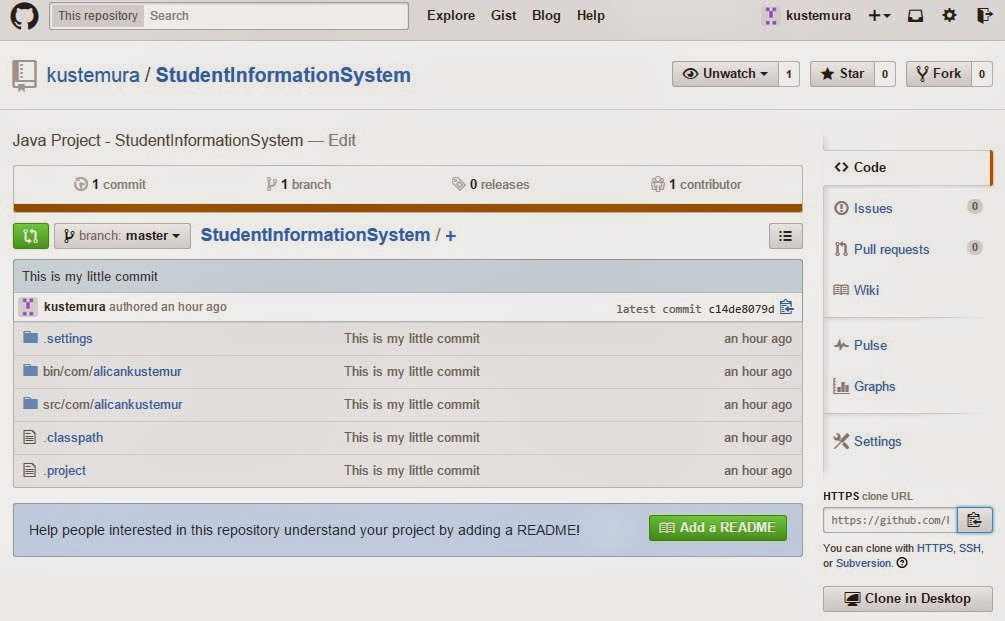 This repository Search Explore Gist Blog Help kustemura
kustemura / StudentInformationSystem Unwatch 1 Star 0 Fork 0
Java Project - StudentInformationSystem — Edit
1 commit 1 branch 0 releases 1 contributor
branch: master StudentInformationSystem / +
This is my little commit
kustemura authored an hour ago latest commit c14de8079d
.settings This is my little commit an hour ago
bin/com/alicankustemur This is my little commit an hour ago
src/com/alicankustemur This is my little commit an hour ago
.classpath This is my little commit an hour ago
.project This is my little commit an hour ago
Help people interested in this repository understand your project by adding a README! Add a README
Code
Issues 0
Pull requests 0
Wiki
Pulse
Graphs
Settings
HTTPS clone URL
https://github.com/
You can clone with HTTPS, SSH,
or Subversion.
Clone in Desktop